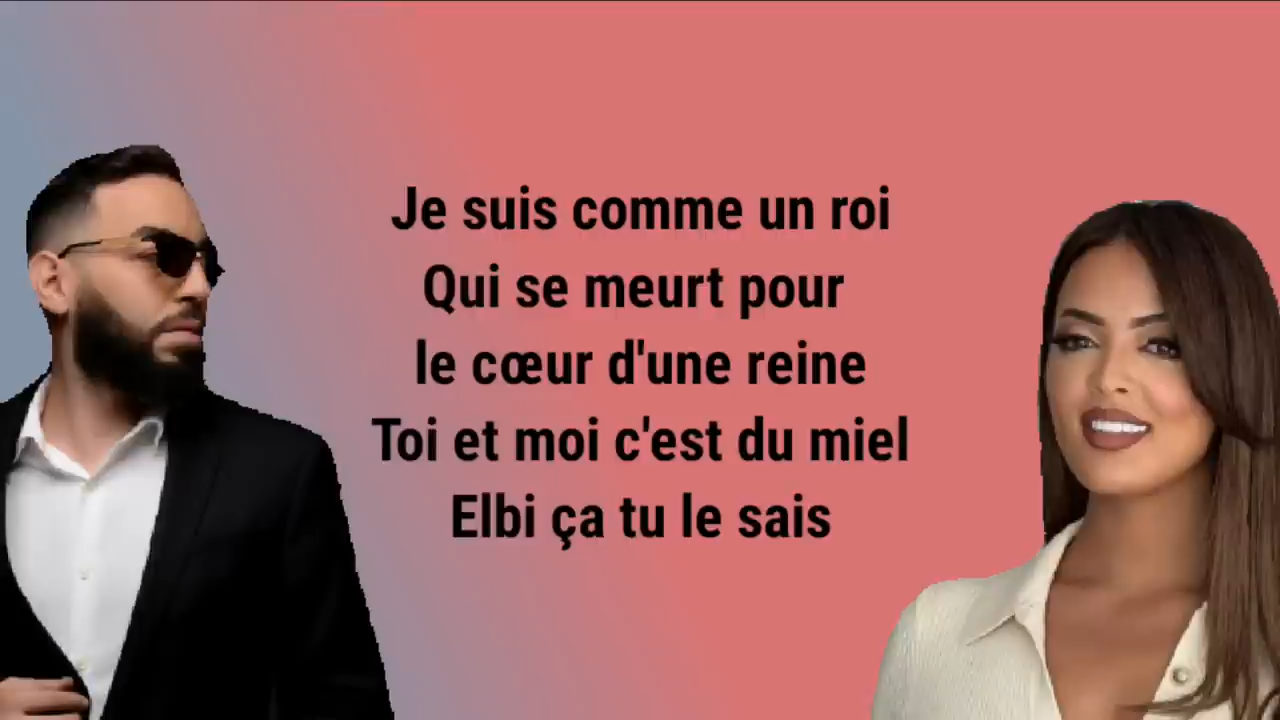 Je suis comme un roi
Qui se meurt pour
le cœur d'une reine
Toi et moi c'est du miel
Elbi ça tu le sais